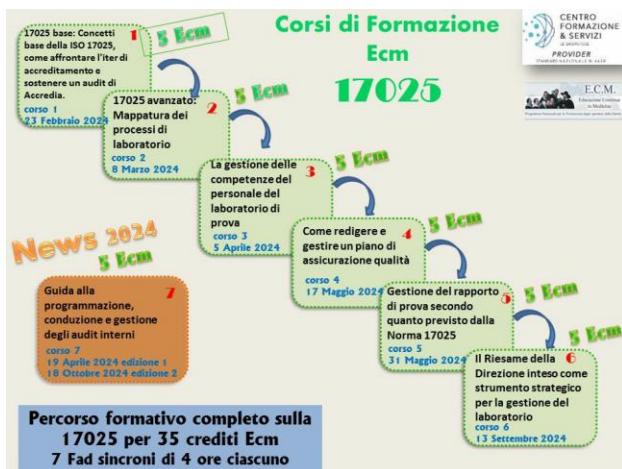 Corsi di Formazione
Ecm
17025
CENTRO
FORMAZIONE
& SERVIZI
PROVIDER
E.C.M.
Educazione Continua
in Medicina
1
5 Ecm
17025 base: Concetti
base della ISO 17025,
come affrontare l'iter di
accreditamento e
sostenere un audit di
Accredia.
corso 1
23 Febbraio 2024
2
5 Ecm
17025 avanzato:
Mappatura dei
processi di
laboratorio
corso 2
8 Marzo 2024
3
5 Ecm
La gestione delle
competenze del
personale del
laboratorio di
prova
corso 3
5 Aprile 2024
4
5 Ecm
Come redigere e
gestire un piano di
assicurazione qualità
corso 4
17 Maggio 2024
5
5 Ecm
Gestione del rapporto
di prova secondo
quanto previsto dalla
Norma 17025
corso 5
31 Maggio 2024
6
5 Ecm
Il Riesame della
Direzione inteso come
strumento strategico
per la gestione del
laboratorio
corso 6
13 Settembre 2024
News 2024
5 Ecm
7
Guida alla
programmazione,
conduzione e gestione
degli audit interni
corso 7
19 Aprile 2024 edizione 1
18 Ottobre 2024 edizione 2
Percorso formativo completo sulla
17025 per 35 crediti Ecm
7 Fad sincroni di 4 ore ciascuno